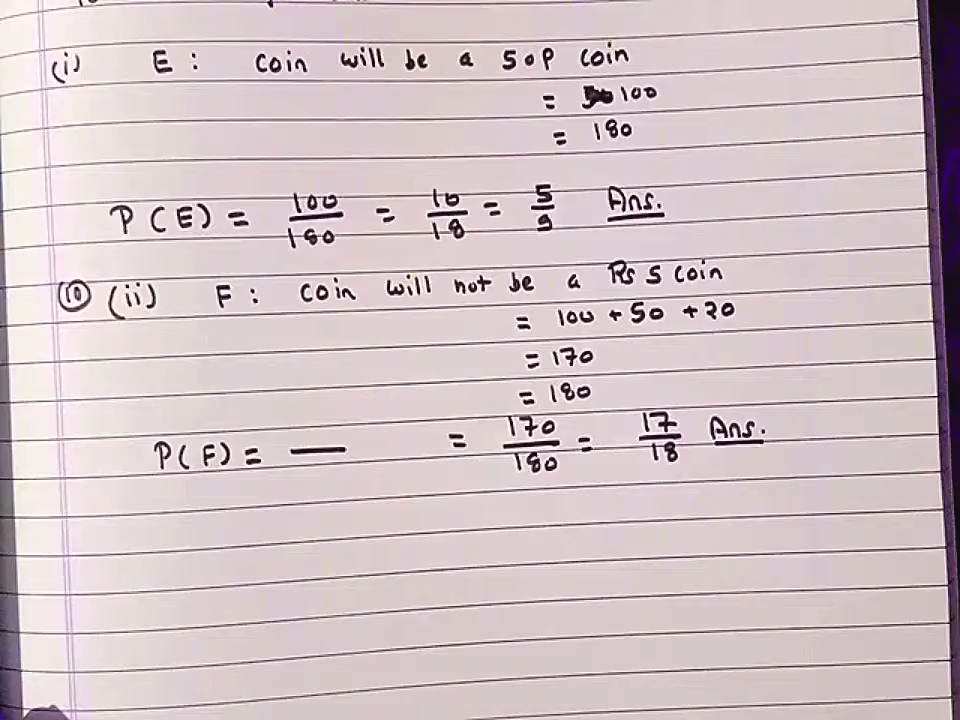 (i) E : coin will be a 50P coin
= 100
= 180
P(E) = 100/180 = 10/18 = 5/9 Ans.
(10) (ii) F : coin will not be a Rs 5 coin
= 100 + 50 + 20
= 170
= 180
P(F) = — = 170/180 = 17/18 Ans.